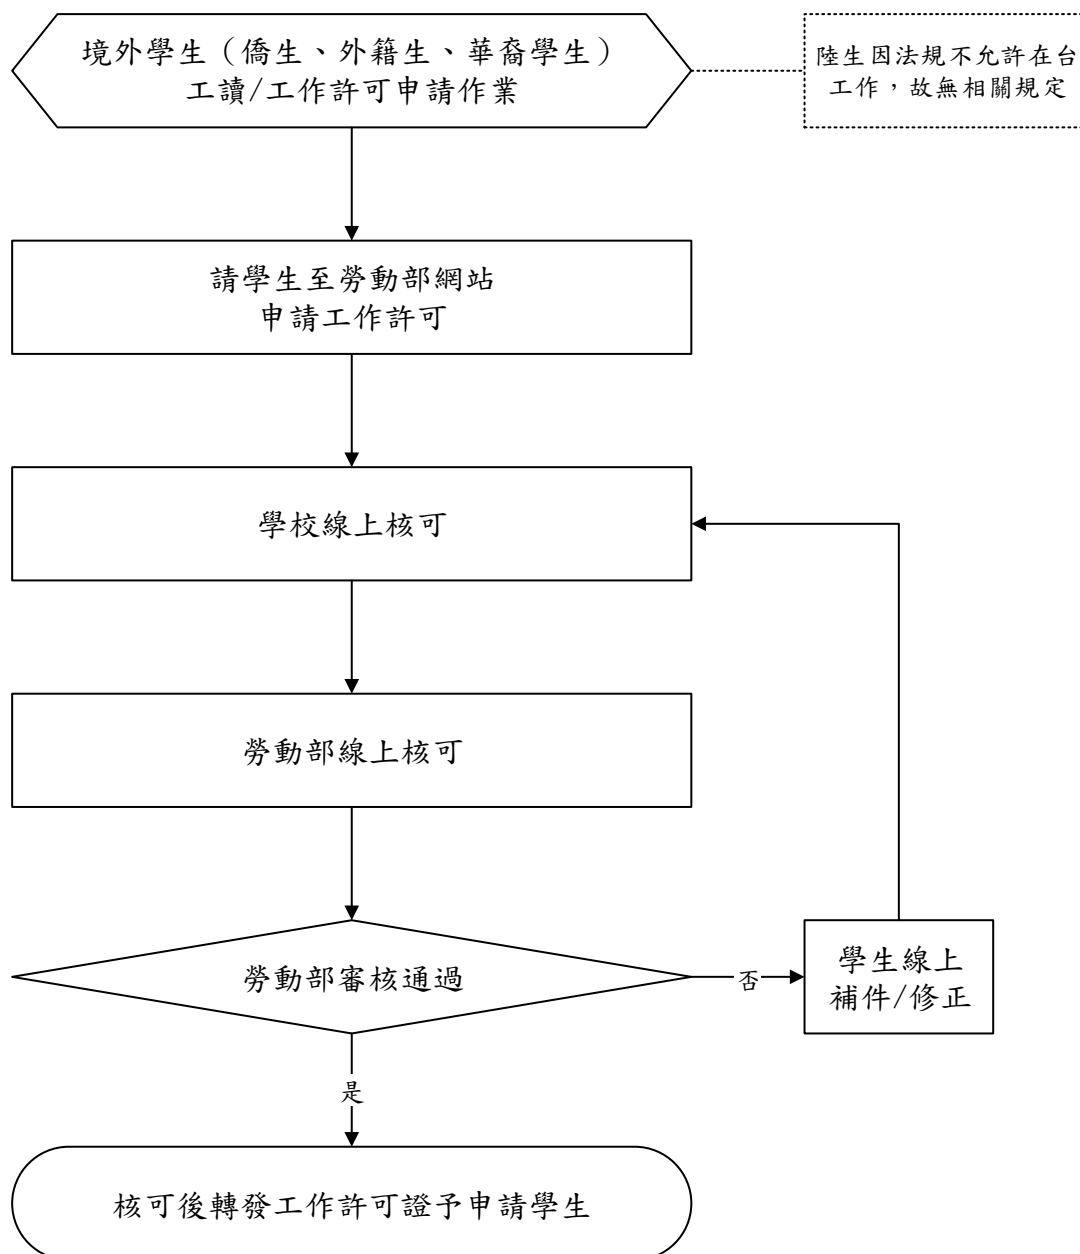 境外學生（僑生、外籍生、華裔學生）
工讀/工作許可申請作業
陸生因法規不允許在台
工作，故無相關規定
請學生至勞動部網站
申請工作許可
學校線上核可
勞動部線上核可
勞動部審核通過
否
學生線上
補件/修正
是
核可後轉發工作許可證予申請學生